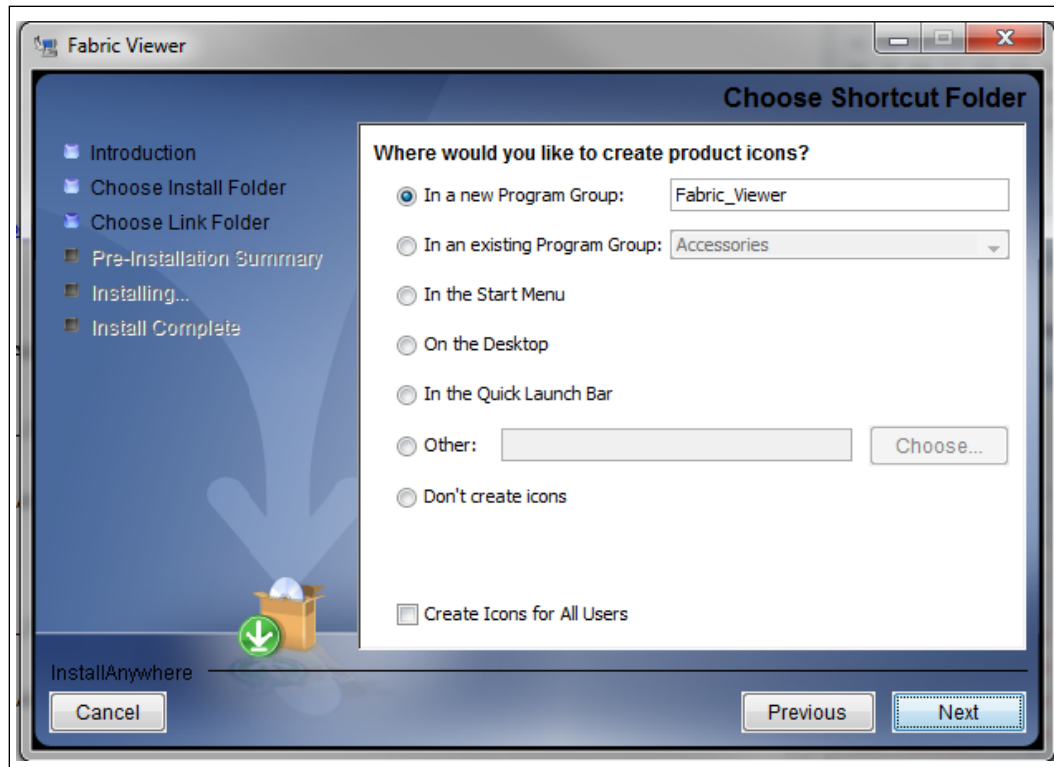 Fabric Viewer
Choose Shortcut Folder
Introduction
Choose Install Folder
Choose Link Folder
Pre-Installation Summary
Installing...
Install Complete
Where would you like to create product icons?
In a new Program Group: Fabric_Viewer
In an existing Program Group: Accessories
In the Start Menu
On the Desktop
In the Quick Launch Bar
Other: Choose...
Don't create icons
Create Icons for All Users
InstallAnywhere
Cancel Previous Next